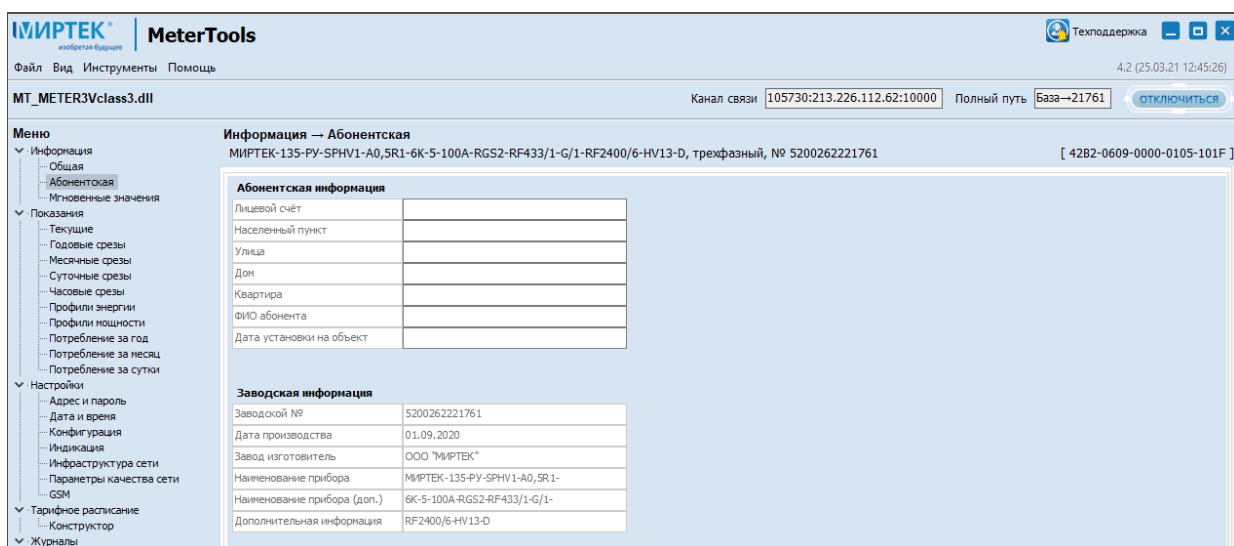 МИРТЕК
изобретая будущее
MeterTools
Техподдержка
Файл Вид Инструменты Помощь
4.2 (25.03.21 12:45:26)
MT_METER3Vclass3.dll
Канал связи 105730:213.226.112.62:10000 Полный путь База→21761 ОТКЛЮЧИТЬСЯ
Меню
Информация
Общая
Абонентская
Мгновенные значения
Показания
Текущие
Годовые срезы
Месячные срезы
Суточные срезы
Часовые срезы
Профили энергии
Профили мощности
Потребление за год
Потребление за месяц
Потребление за сутки
Настройки
Адрес и пароль
Дата и время
Конфигурация
Индикация
Инфраструктура сети
Параметры качества сети
GSM
Тарифное расписание
Конструктор
Журналы
Информация → Абонентская
МИРТЕК-135-РУ-SPHV1-A0,5R1-6K-5-100A-RGS2-RF433/1-G/1-RF2400/6-HV13-D, трехфазный, № 5200262221761
[ 42B2-0609-0000-0105-101F ]
Абонентская информация
Лицевой счёт
Населенный пункт
Улица
Дом
Квартира
ФИО абонента
Дата установки на объект
Заводская информация
Заводской № 5200262221761
Дата производства 01.09.2020
Завод изготовитель ООО "МИРТЕК"
Наименование прибора МИРТЕК-135-РУ-SPHV1-A0,5R1-
Наименование прибора (доп.) 6K-5-100A-RGS2-RF433/1-G/1-
Дополнительная информация RF2400/6-HV13-D